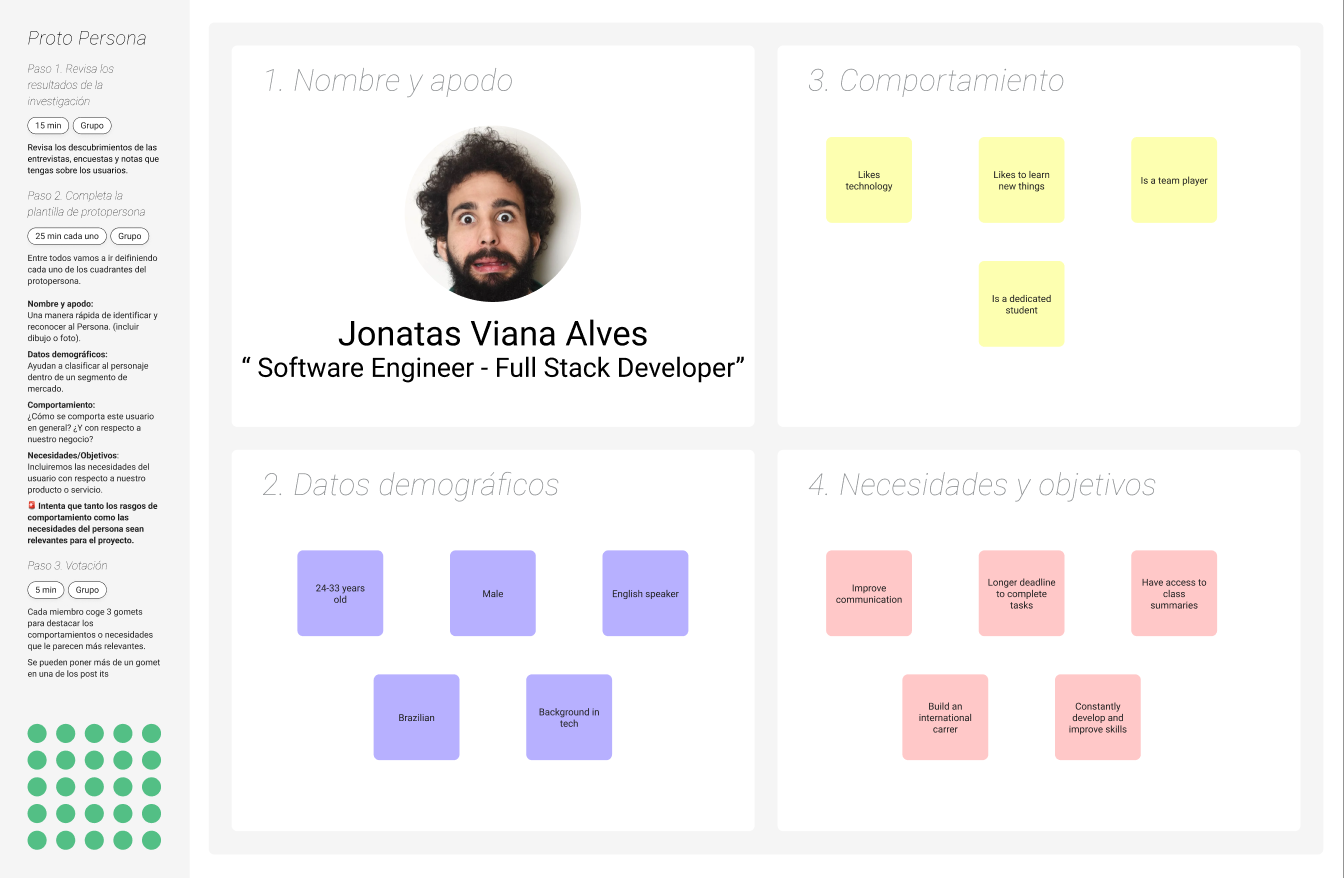 Proto Persona
Paso 1. Revisa los
resultados de la
investigación
15 min
Grupo
Revisa los descubrimientos de las
entrevistas, encuestas y notas que
tengas sobre los usuarios.
Paso 2. Completa la
plantilla de protopersona
25 min cada uno
Grupo
Entre todos vamos a ir deifiniendo
cada uno de los cuadrantes del
protopersona.
Nombre y apodo:
Una manera rápida de identificar y
reconocer al Persona. (incluir
dibujo o foto).
Datos demográficos:
Ayudan a clasificar al personaje
dentro de un segmento de
mercado.
Comportamiento:
¿Cómo se comporta este usuario
en general? ¿Y con respecto a
nuestro negocio?
Necesidades/Objetivos:
Incluiremos las necesidades del
usuario con respecto a nuestro
producto o servicio.
🚨 Intenta que tanto los rasgos de
comportamiento como las
necesidades del persona sean
relevantes para el proyecto.
Paso 3. Votación
5 min
Grupo
Cada miembro coge 3 gomets
para destacar los
comportamientos o necesidades
que le parecen más relevantes.
Se pueden poner más de un gomet
en una de los post its
1. Nombre y apodo
Jonatas Viana Alves
“ Software Engineer - Full Stack Developer”
2. Datos demográficos
24-33 years
old
Male
English speaker
Brazilian
Background in
tech
3. Comportamiento
Likes
technology
Likes to learn
new things
Is a team player
Is a dedicated
student
4. Necesidades y objetivos
Improve
communication
Longer deadline
to complete
tasks
Have access to
class
summaries
Build an
international
carrer
Constantly
develop and
improve skills